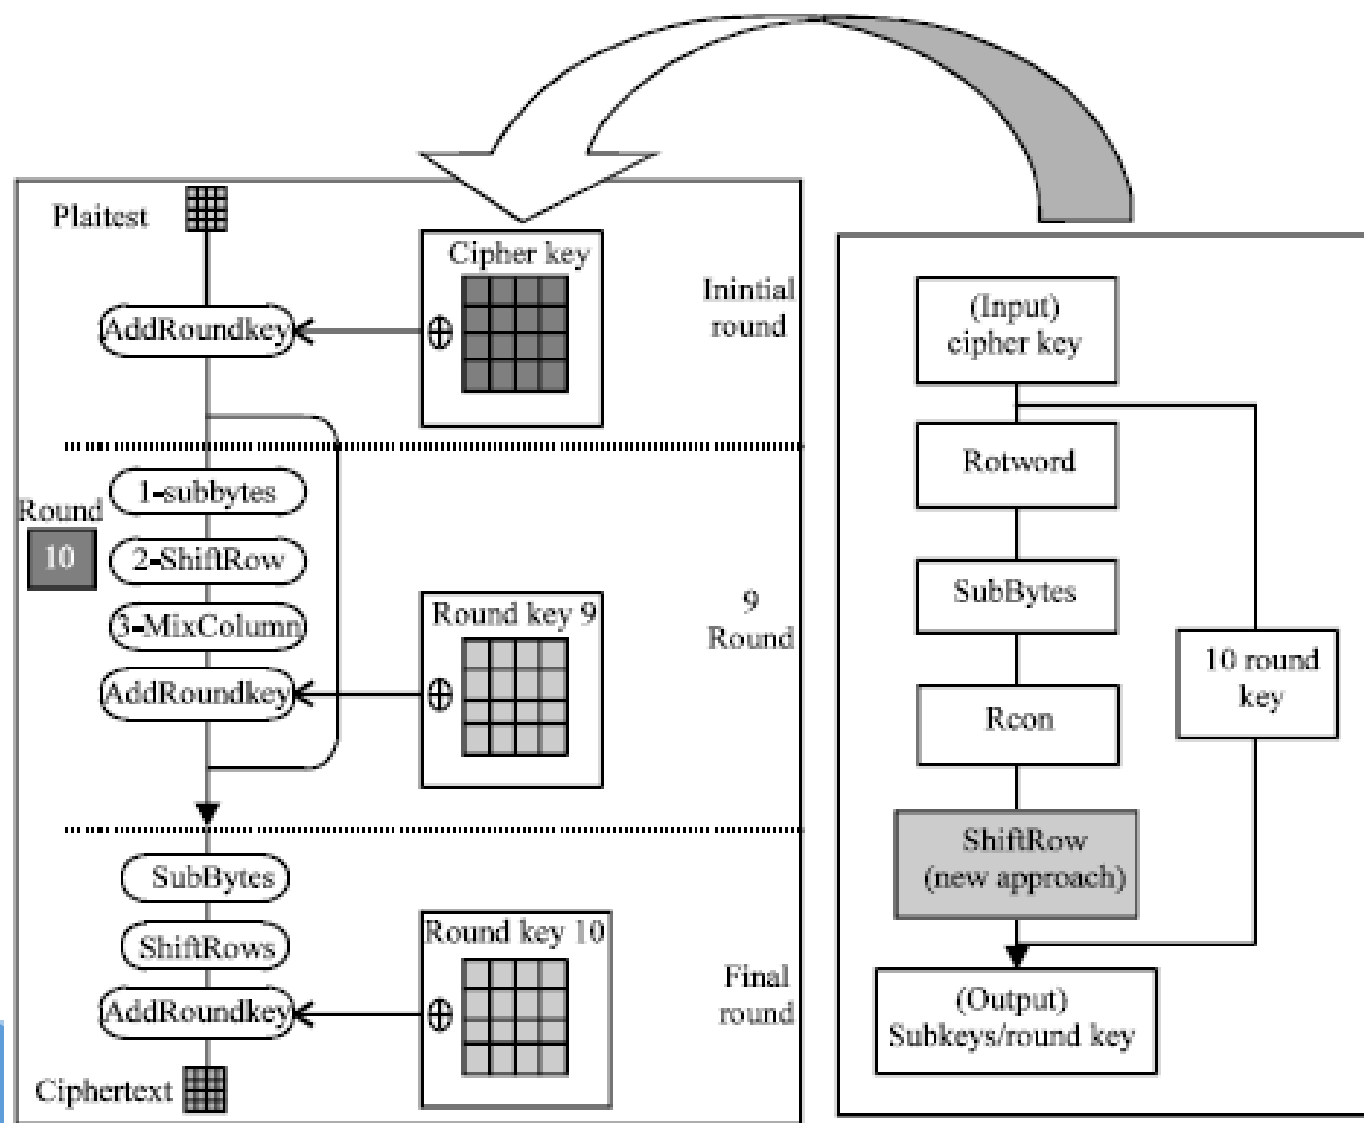 Plaitest
Cipher key
AddRoundkey
Inintial
round
1-subbytes
Round
10
2-ShiftRow
3-MixColumn
AddRoundkey
Round key 9
9
Round
SubBytes
ShiftRows
AddRoundkey
Round key 10
Final
round
Ciphertext
(Input)
cipher key
Rotword
SubBytes
Rcon
10 round
key
ShiftRow
(new approach)
(Output)
Subkeys/round key